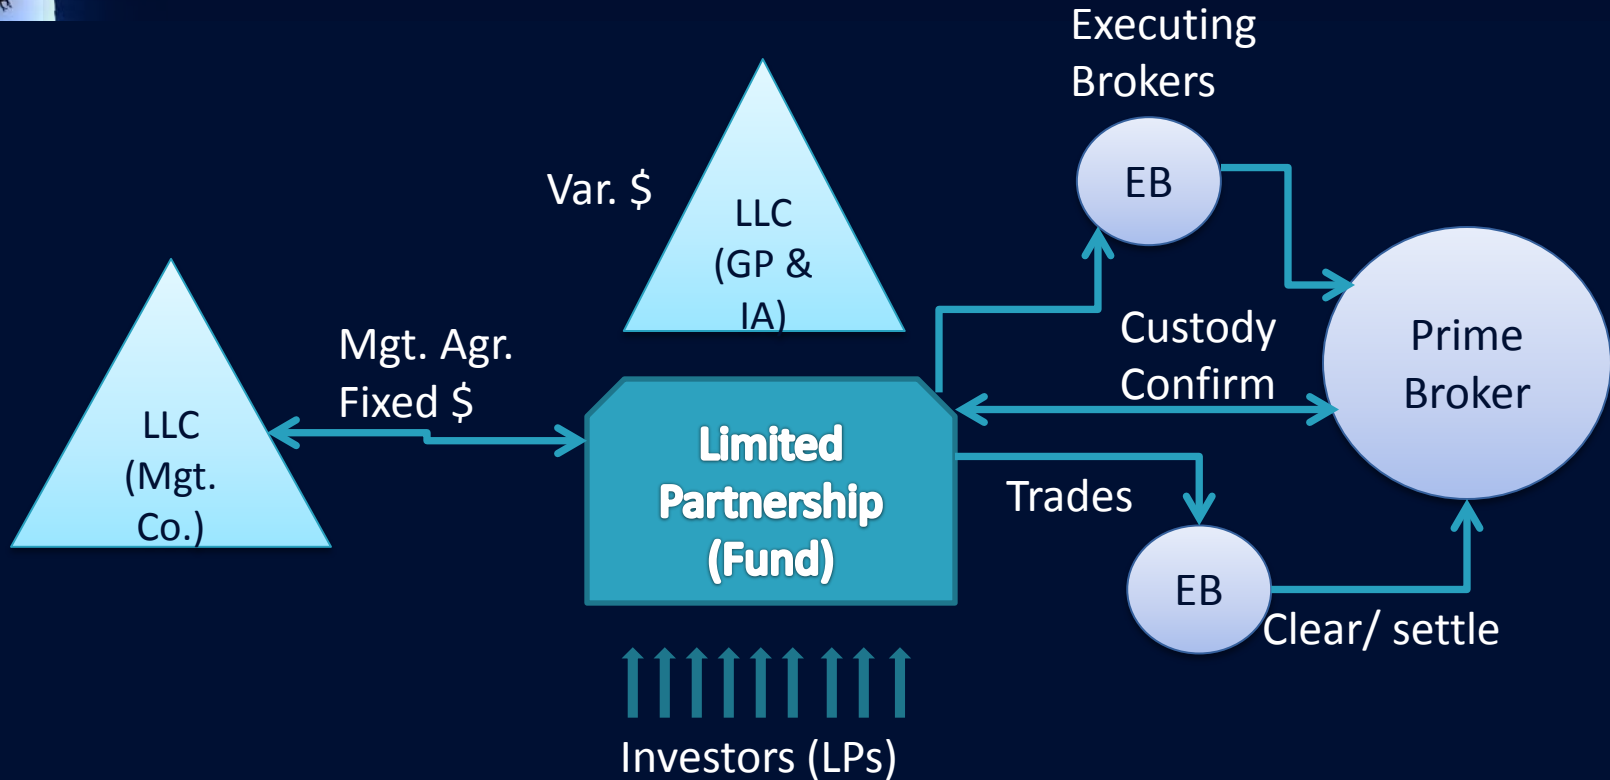 Executing
Brokers
EB
Var. $
LLC
(GP &
IA)
Mgt. Agr.
Fixed $
LLC
(Mgt.
Co.)
Custody
Confirm
Prime
Broker
Limited
Partnership
(Fund)
Trades
EB
Clear/ settle
Investors (LPs)